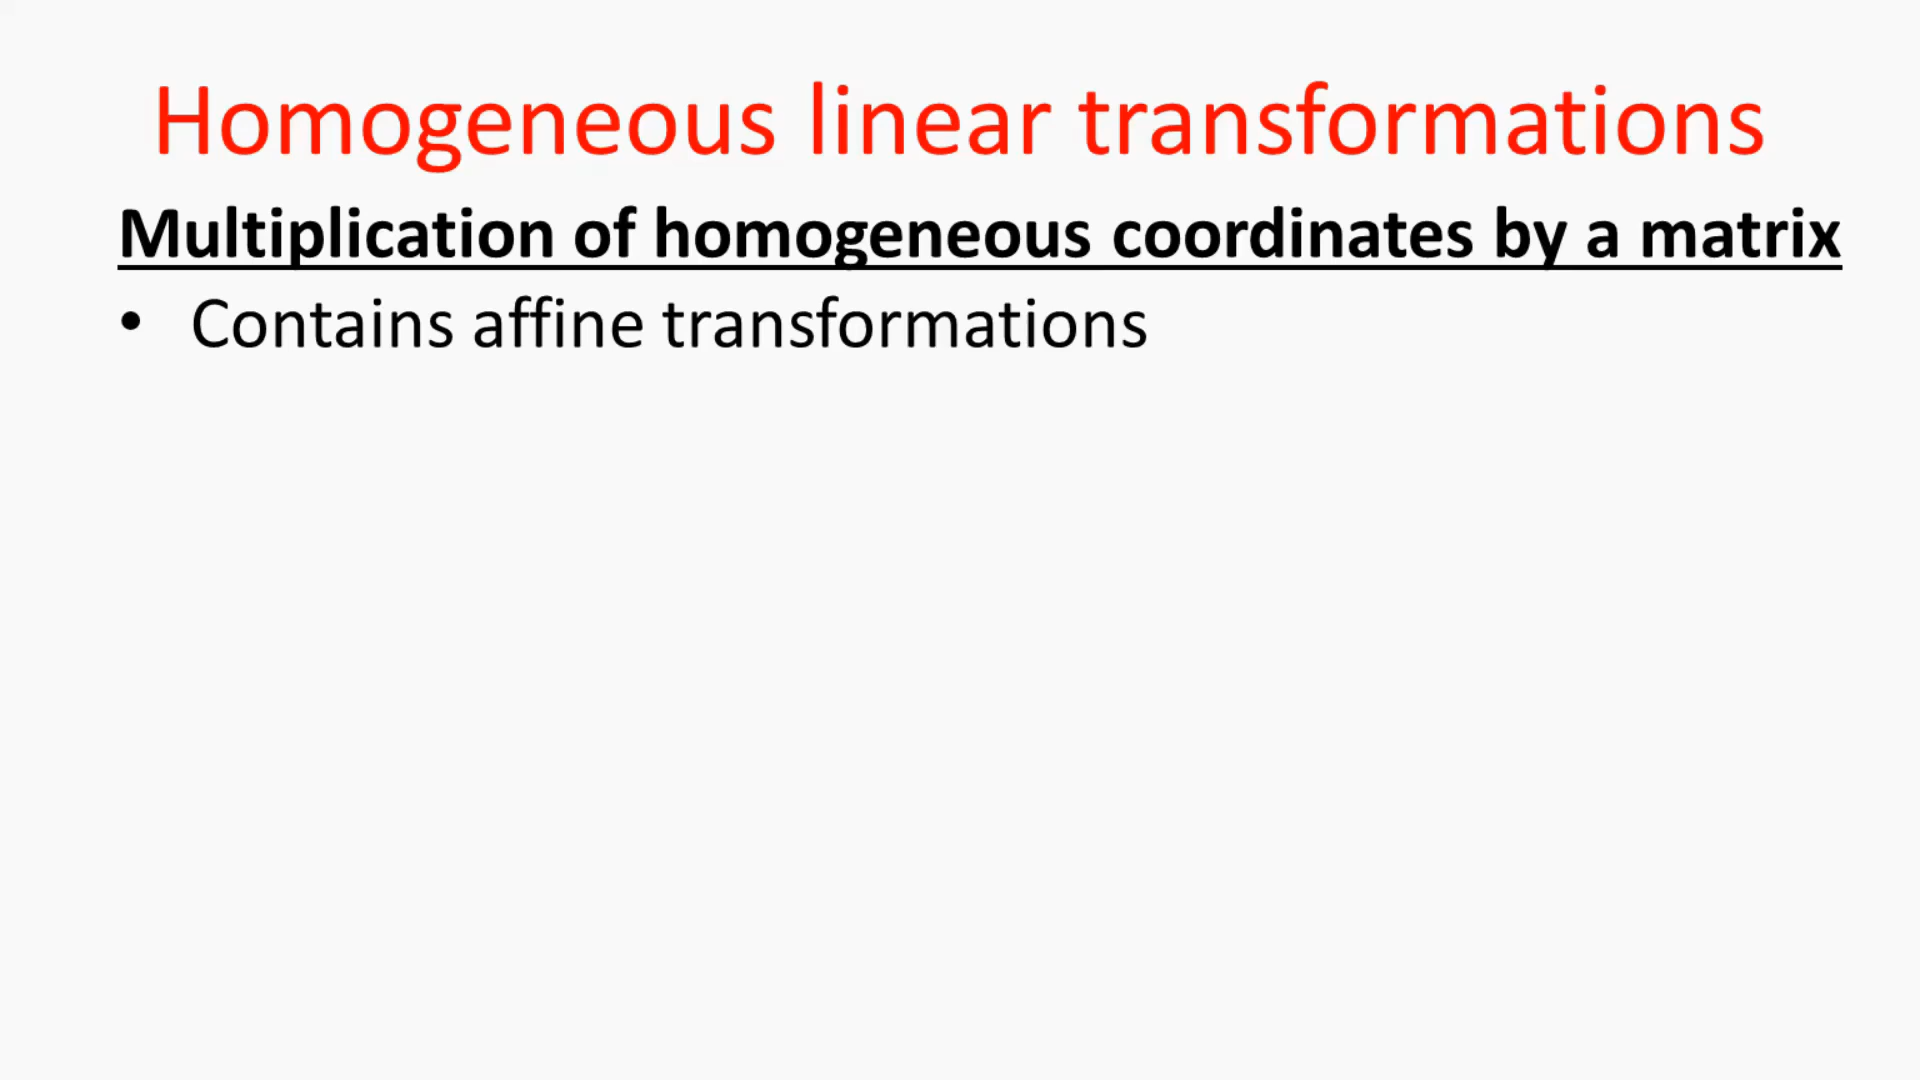 Homogeneous linear transformations
Multiplication of homogeneous coordinates by a matrix
• Contains affine transformations